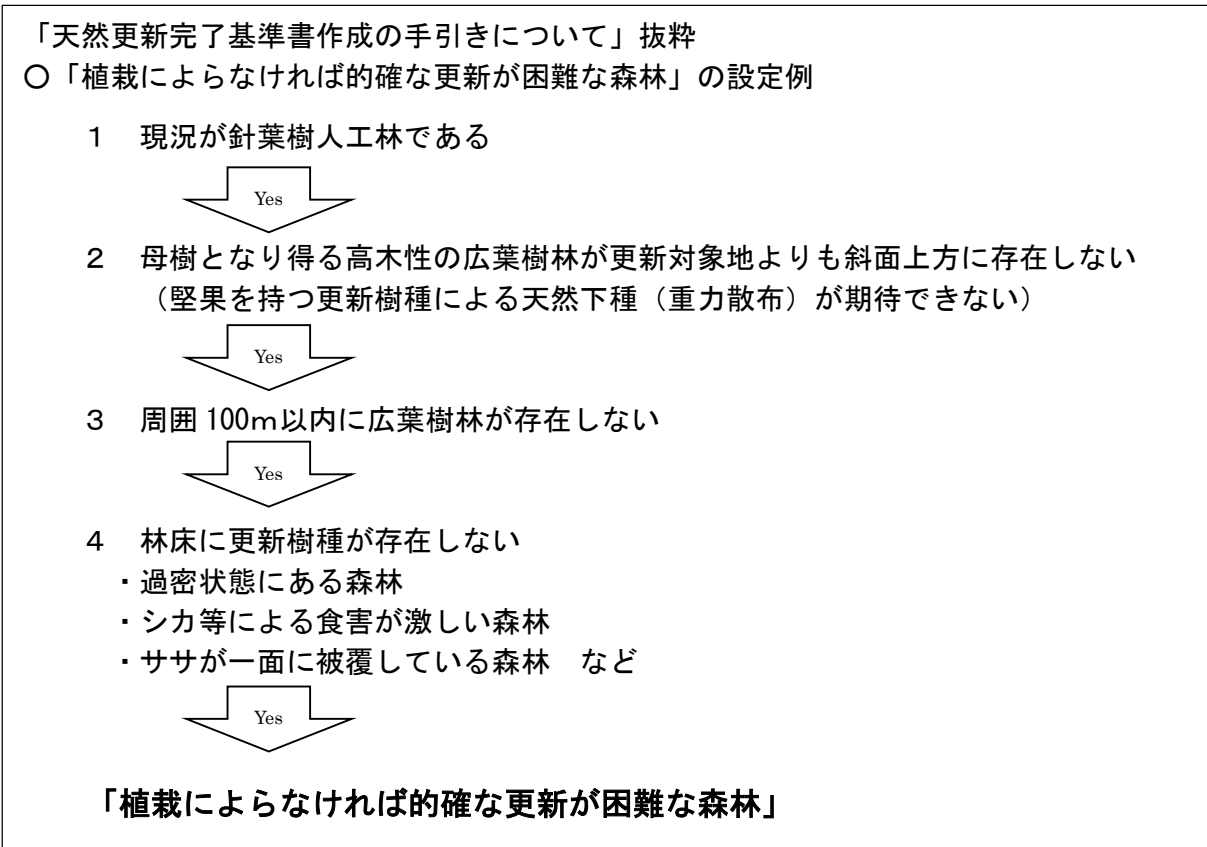 「天然更新完了基準書作成の手引きについて」抜粋
○「植栽によらなければ的確な更新が困難な森林」の設定例
１　現況が針葉樹人工林である
Yes
２　母樹となり得る高木性の広葉樹林が更新対象地よりも斜面上方に存在しない
（堅果を持つ更新樹種による天然下種（重力散布）が期待できない）
Yes
３　周囲100ｍ以内に広葉樹林が存在しない
Yes
４　林床に更新樹種が存在しない
・過密状態にある森林
・シカ等による食害が激しい森林
・ササが一面に被覆している森林　など
Yes
「植栽によらなければ的確な更新が困難な森林」